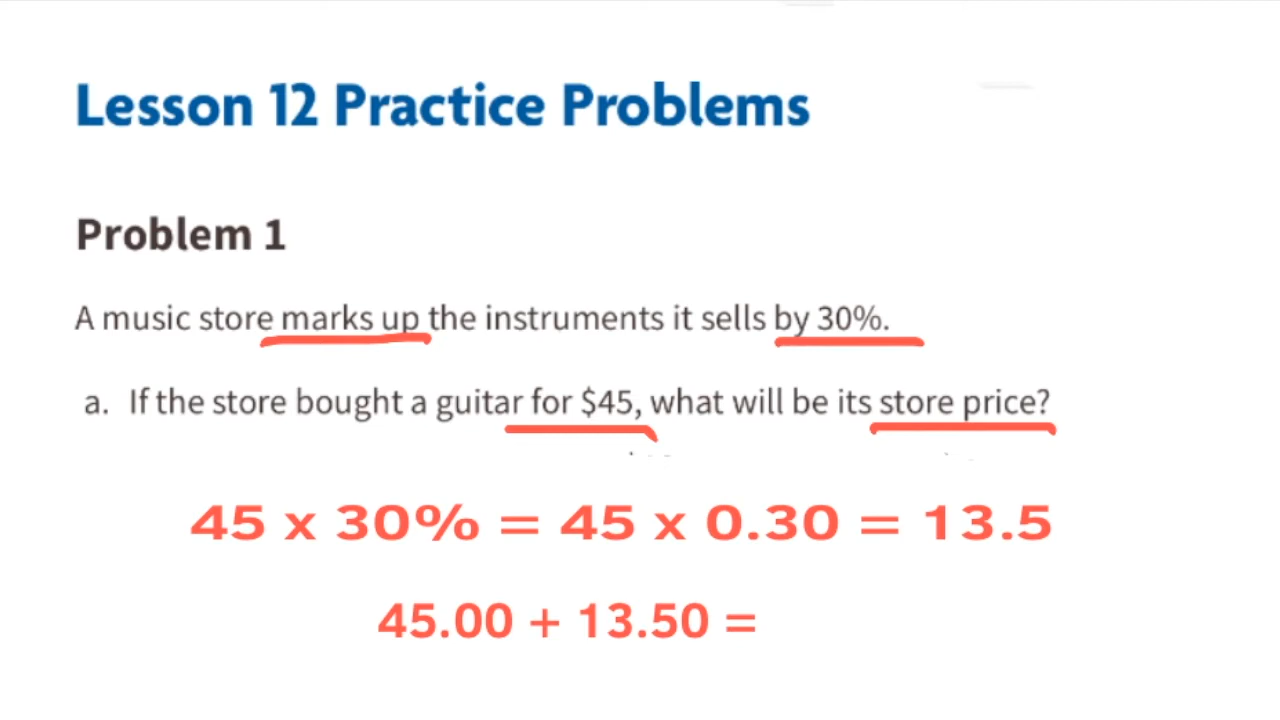 Lesson 12 Practice Problems
Problem 1
A music store marks up the instruments it sells by 30%.
a. If the store bought a guitar for $45, what will be its store price?
45 x 30% = 45 x 0.30 = 13.5
45.00 + 13.50 =